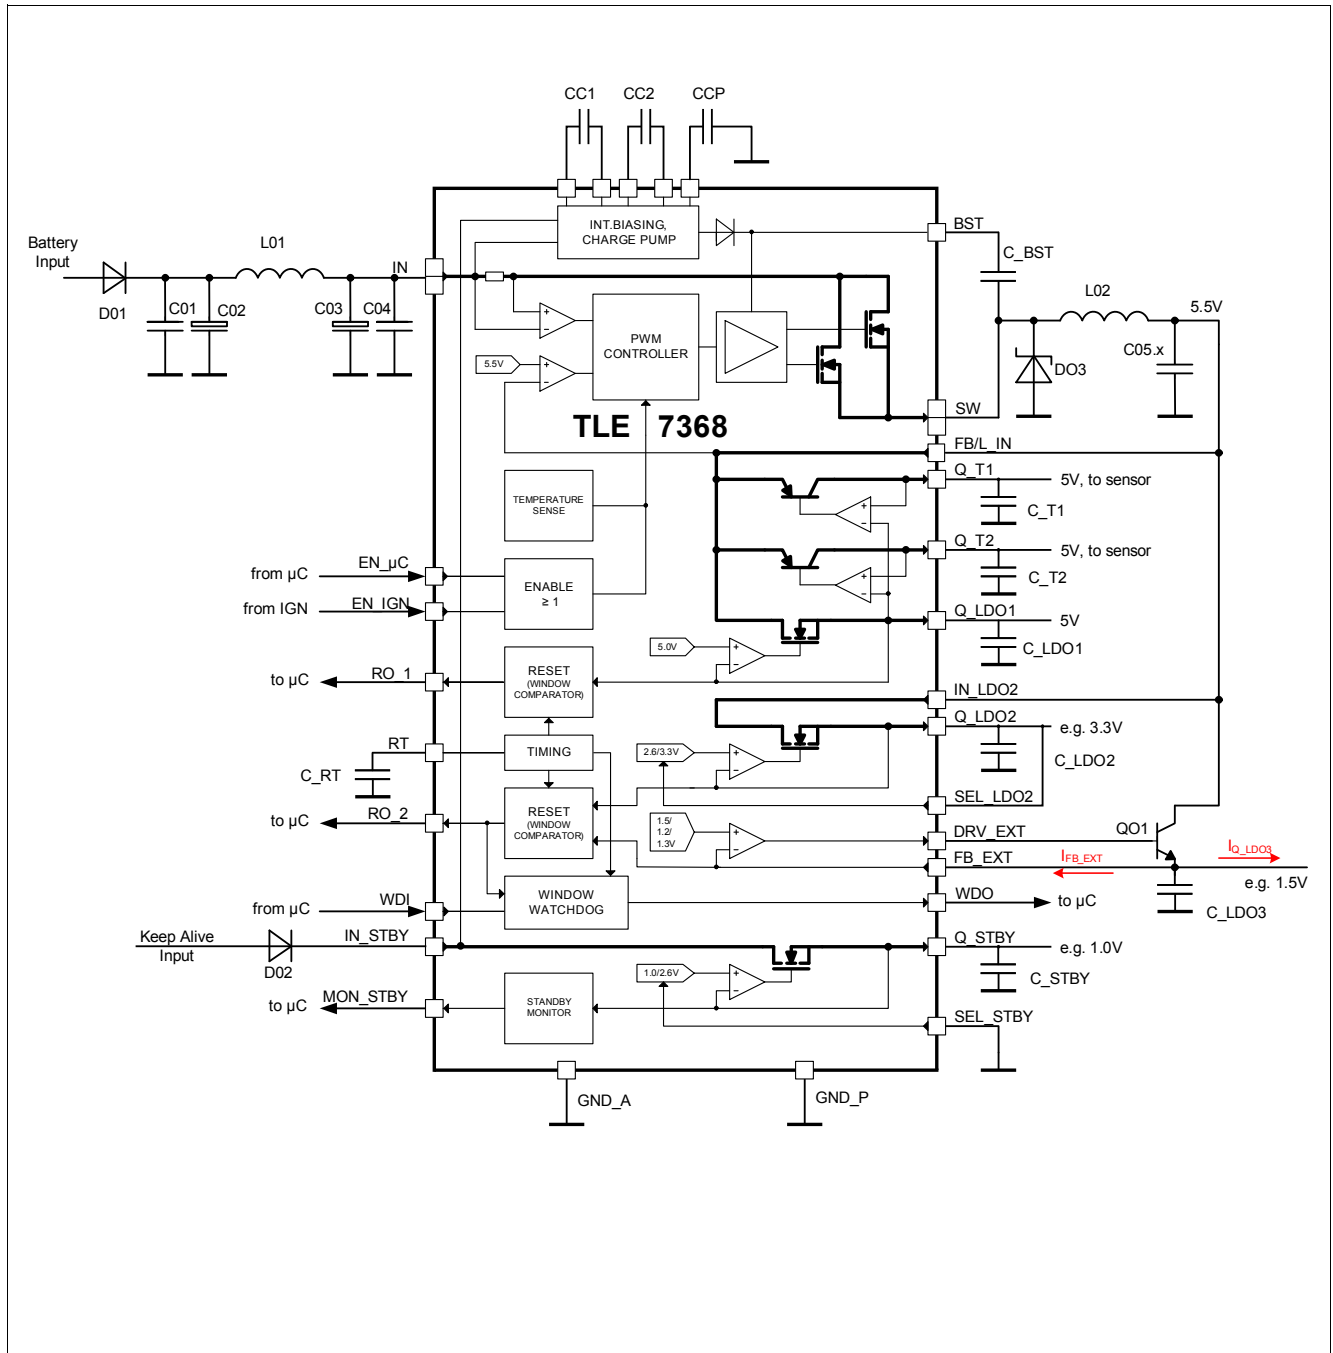 CC1 CC2 CCP
INT.BIASING,
CHARGE PUMP
BST
C_BST
Battery
Input
L01
IN
D01
C01
C02
C03
C04
L02
5.5V
C05.x
DO3
PWM
CONTROLLER
5.5V
+
−
+
−
SW
TLE 7368
FB/L_IN
Q_T1
5V, to sensor
C_T1
+
−
TEMPERATURE
SENSE
Q_T2
5V, to sensor
C_T2
+
−
from µC
EN_µC
from IGN
EN_IGN
ENABLE
≥ 1
Q_LDO1
5V
C_LDO1
5.0V
+
−
to µC
RO_1
RESET
(WINDOW
COMPARATOR)
IN_LDO2
Q_LDO2
e.g. 3.3V
C_LDO2
RT
C_RT
TIMING
2.6/3.3V
+
−
SEL_LDO2
to µC
RO_2
RESET
(WINDOW
COMPARATOR)
1.5/
1.2/
1.3V
+
−
DRV_EXT
QO1
FB_EXT
I_FB_EXT
I_Q_LDO3
e.g. 1.5V
C_LDO3
from µC
WDI
WINDOW
WATCHDOG
WDO
to µC
Keep Alive
Input
D02
IN_STBY
Q_STBY
e.g. 1.0V
C_STBY
1.0/2.6V
+
−
to µC
MON_STBY
STANDBY
MONITOR
SEL_STBY
GND_A
GND_P